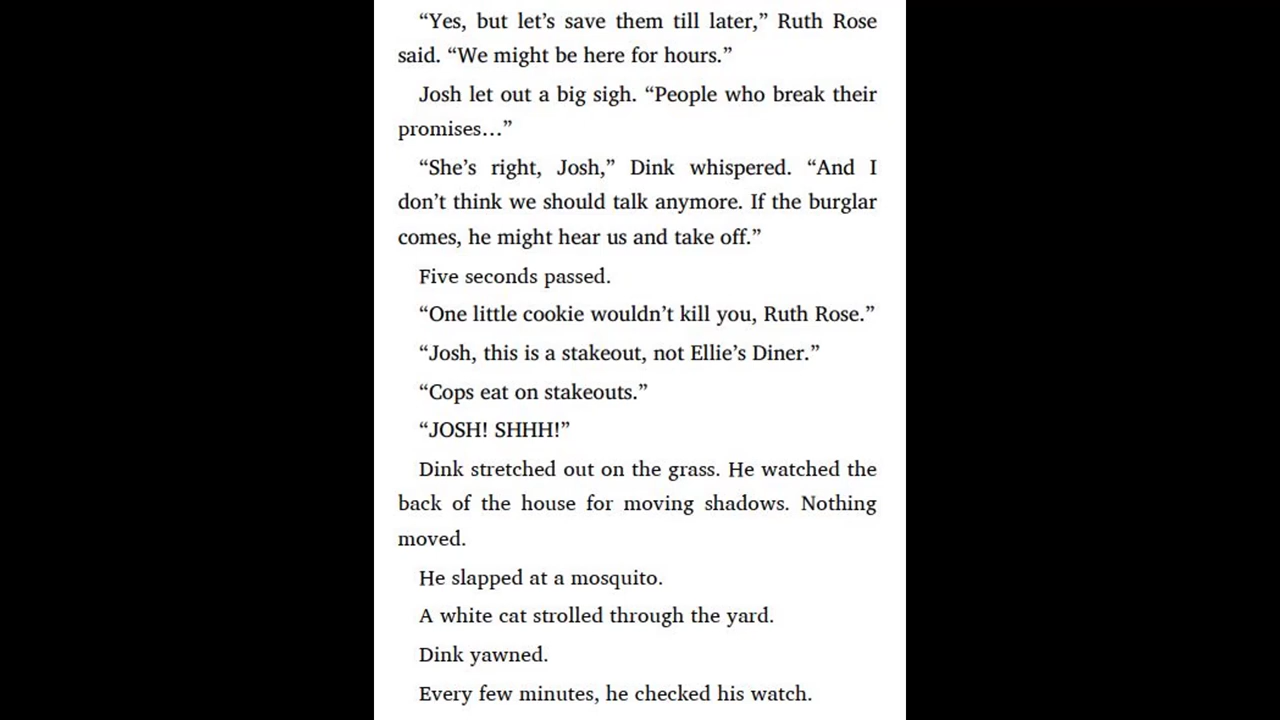 “Yes, but let’s save them till later,” Ruth Rose
said. “We might be here for hours.”
Josh let out a big sigh. “People who break their
promises…”
“She’s right, Josh,” Dink whispered. “And I
don’t think we should talk anymore. If the burglar
comes, he might hear us and take off.”
Five seconds passed.
“One little cookie wouldn’t kill you, Ruth Rose.”
“Josh, this is a stakeout, not Ellie’s Diner.”
“Cops eat on stakeouts.”
“JOSH! SHHH!”
Dink stretched out on the grass. He watched the
back of the house for moving shadows. Nothing
moved.
He slapped at a mosquito.
A white cat strolled through the yard.
Dink yawned.
Every few minutes, he checked his watch.